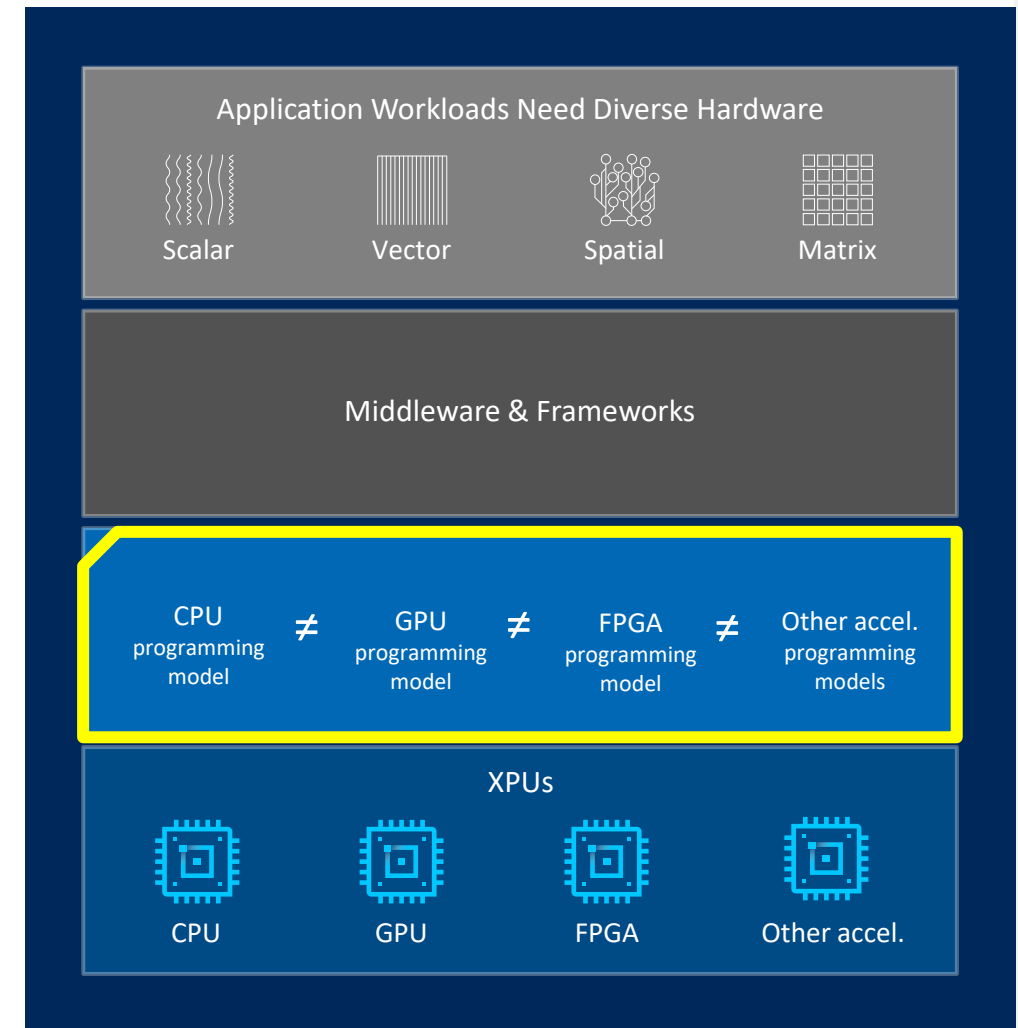 Application Workloads Need Diverse Hardware
Scalar
Vector
Spatial
Matrix
Middleware & Frameworks
CPU
programming
model
≠
GPU
programming
model
≠
FPGA
programming
model
≠
Other accel.
programming
models
XPUs
CPU
GPU
FPGA
Other accel.